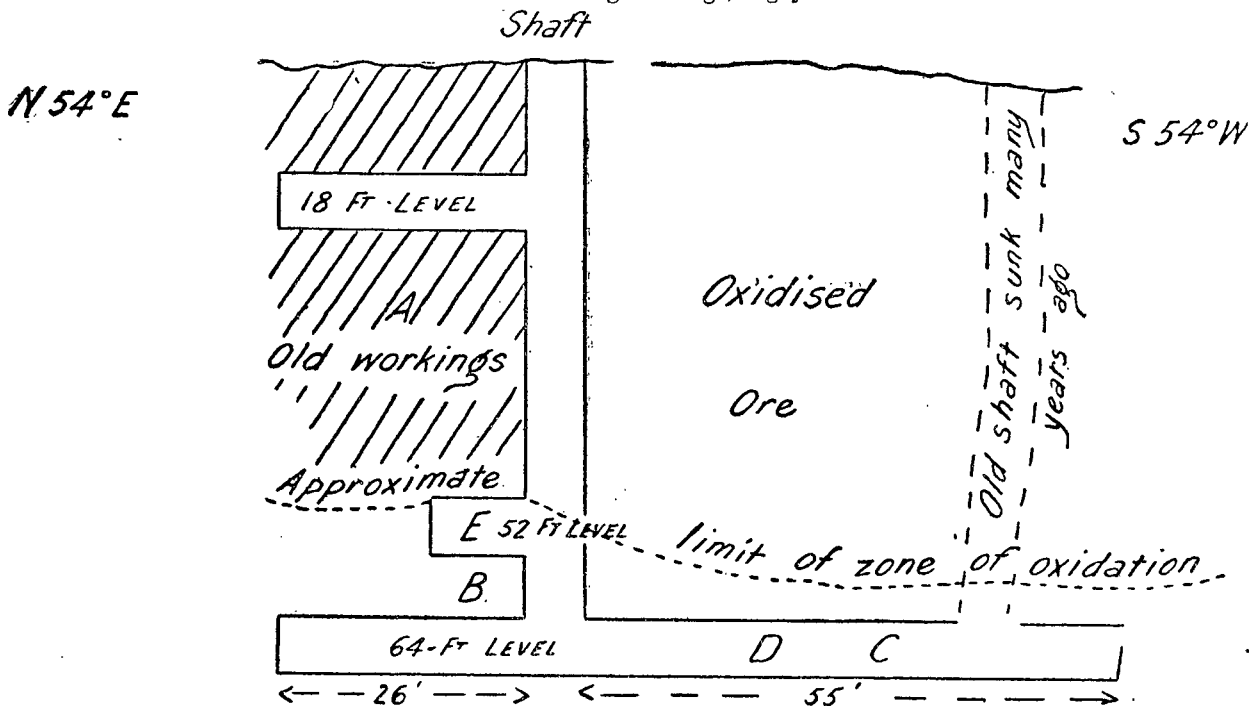 Shaft
N 54°E
S 54°W
18 FT. LEVEL
A
Old workings
Oxidised
Ore
Old shaft sunk many
years ago
Approximate
E 52 FT LEVEL
limit of zone of oxidation
B.
64-FT LEVEL
D
C
26'
55'